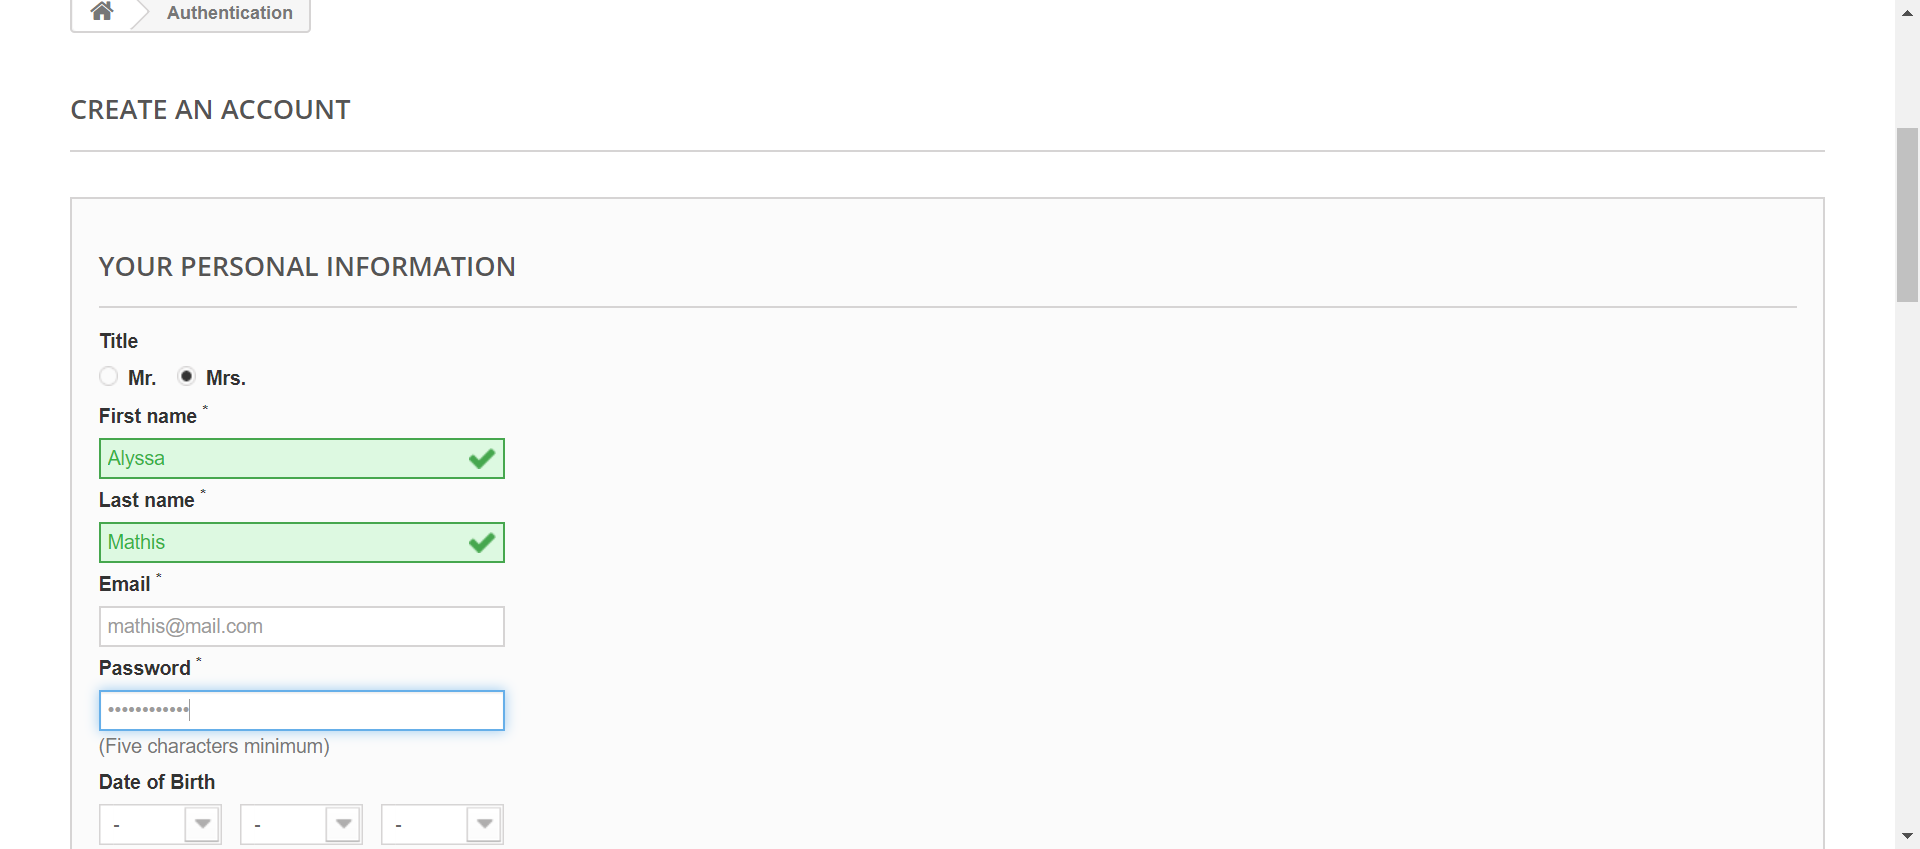 Authentication
CREATE AN ACCOUNT
YOUR PERSONAL INFORMATION
Title
Mr. Mrs.
First name *
Alyssa
Last name *
Mathis
Email *
mathis@mail.com
Password *
••••••••••••
(Five characters minimum)
Date of Birth
- - -